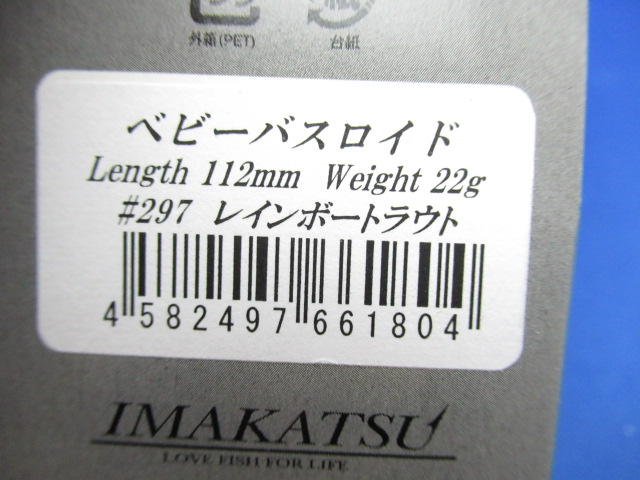 外箱(PET) 台紙
ベビーバスロイド
Length 112mm Weight 22g
#297 レインボートラウト
4 582497 661804
IMAKATSU
LOVE FISH FOR LIFE